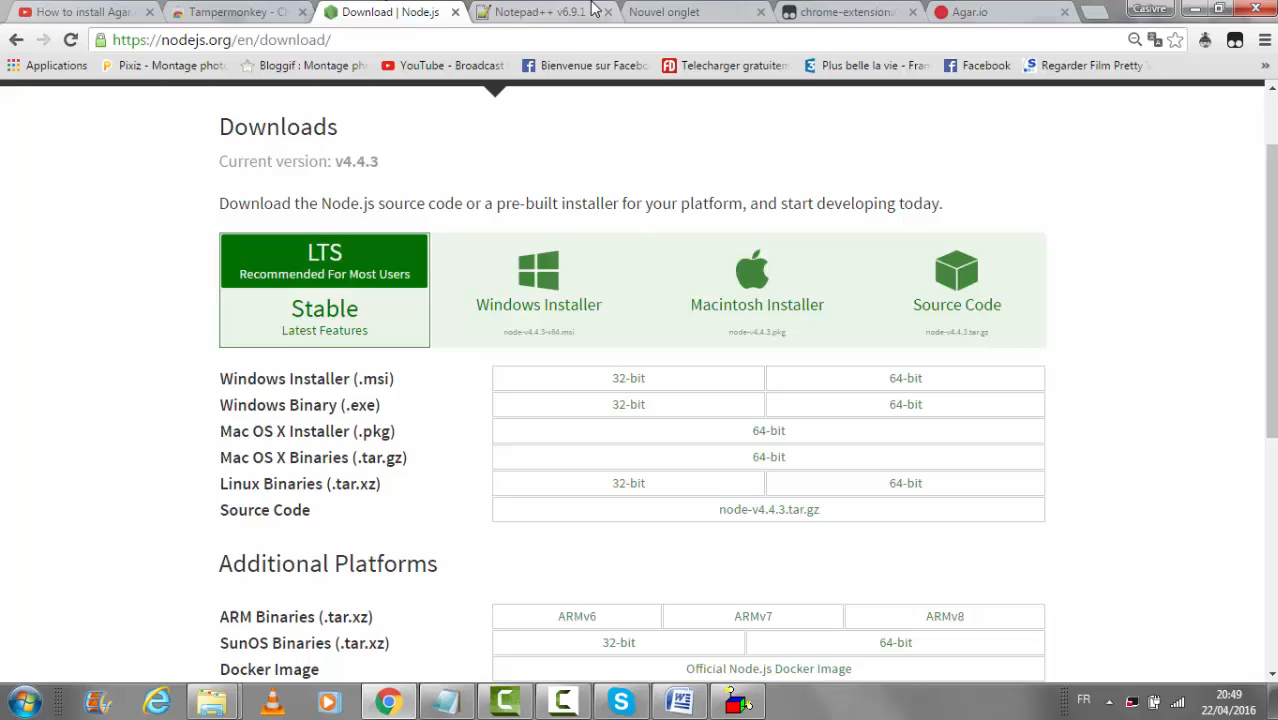 How to install Agar.
Tampermonkey - Ch
Download | Node.js
Notepad++ v6.9.1
Nouvel onglet
chrome-extension:/
Agar.io
Casivre
https://nodejs.org/en/download/
Applications
Pixiz - Montage phot
Bloggif : Montage ph
YouTube - Broadcast
Bienvenue sur Facebo
Telecharger gratuitem
Plus belle la vie - Fran
Facebook
Regarder Film Pretty
»
Downloads
Current version: v4.4.3
Download the Node.js source code or a pre-built installer for your platform, and start developing today.
LTS
Recommended For Most Users
Stable
Latest Features
Windows Installer
node-v4.4.3-x64.msi
Macintosh Installer
node-v4.4.3.pkg
Source Code
node-v4.4.3.tar.gz
Windows Installer (.msi) 32-bit 64-bit
Windows Binary (.exe) 32-bit 64-bit
Mac OS X Installer (.pkg) 64-bit
Mac OS X Binaries (.tar.gz) 64-bit
Linux Binaries (.tar.xz) 32-bit 64-bit
Source Code node-v4.4.3.tar.gz
Additional Platforms
ARM Binaries (.tar.xz) ARMv6 ARMv7 ARMv8
SunOS Binaries (.tar.xz) 32-bit 64-bit
Docker Image Official Node.js Docker Image
FR
20:49
22/04/2016